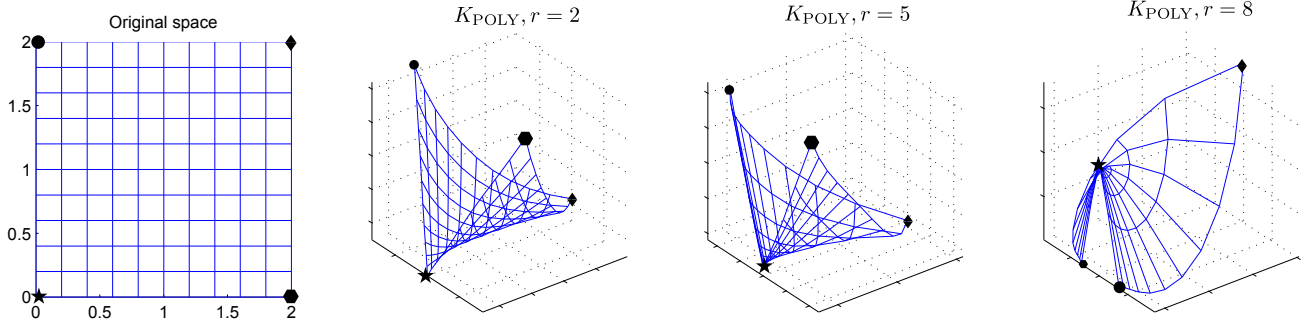 Original space
2
1.5
1
0.5
0
0 0.5 1 1.5 2
K_POLY, r = 2
K_POLY, r = 5
K_POLY, r = 8